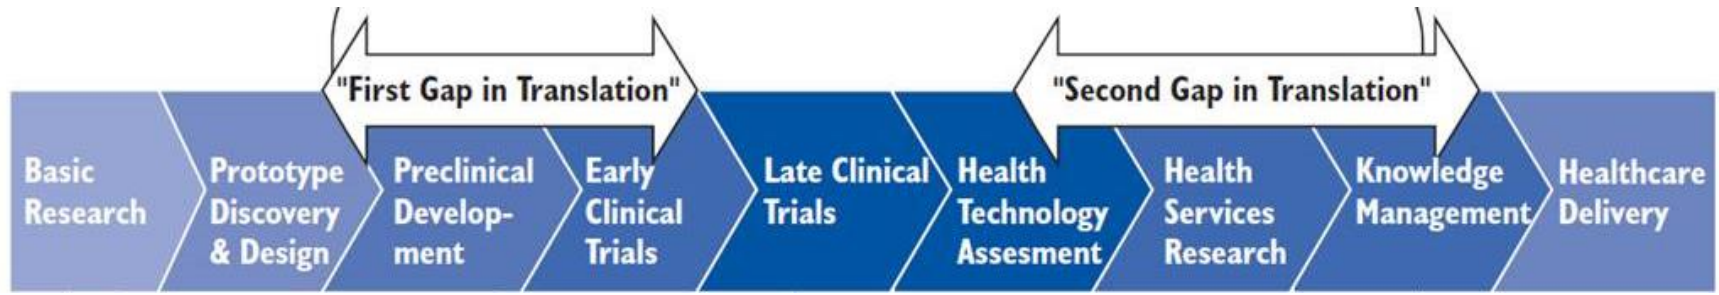 "First Gap in Translation"
"Second Gap in Translation"
Basic
Research
Prototype
Discovery
& Design
Preclinical
Develop-
ment
Early
Clinical
Trials
Late Clinical
Trials
Health
Technology
Assesment
Health
Services
Research
Knowledge
Management
Healthcare
Delivery